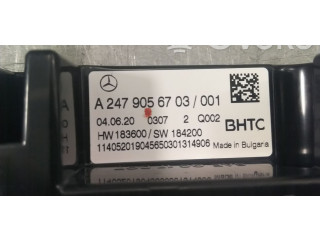 A 247 905 67 03 / 001
04.06.20 0307 2 Q002
HW 183600 / SW 184200
BHTC
114052019045650301314906
Made in Bulgaria